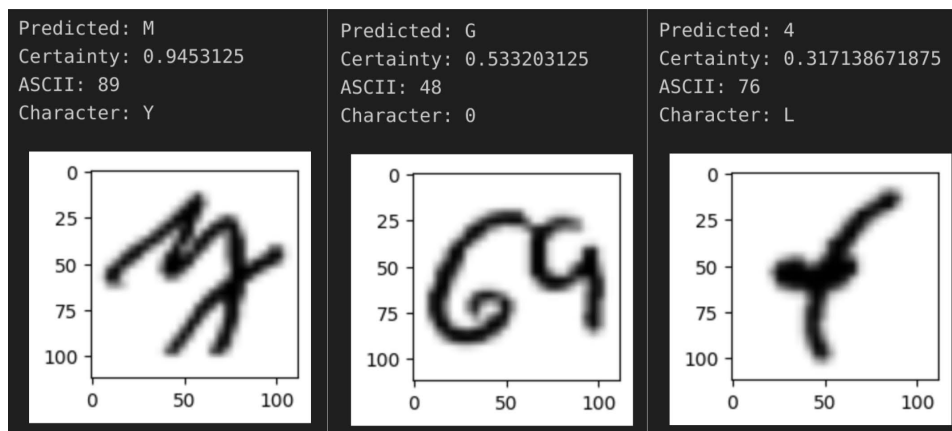 Predicted: M
Certainty: 0.9453125
ASCII: 89
Character: Y
0
25
50
75
100
0
50
100
Predicted: G
Certainty: 0.533203125
ASCII: 48
Character: 0
0
25
50
75
100
0
50
100
Predicted: 4
Certainty: 0.317138671875
ASCII: 76
Character: L
0
25
50
75
100
0
50
100